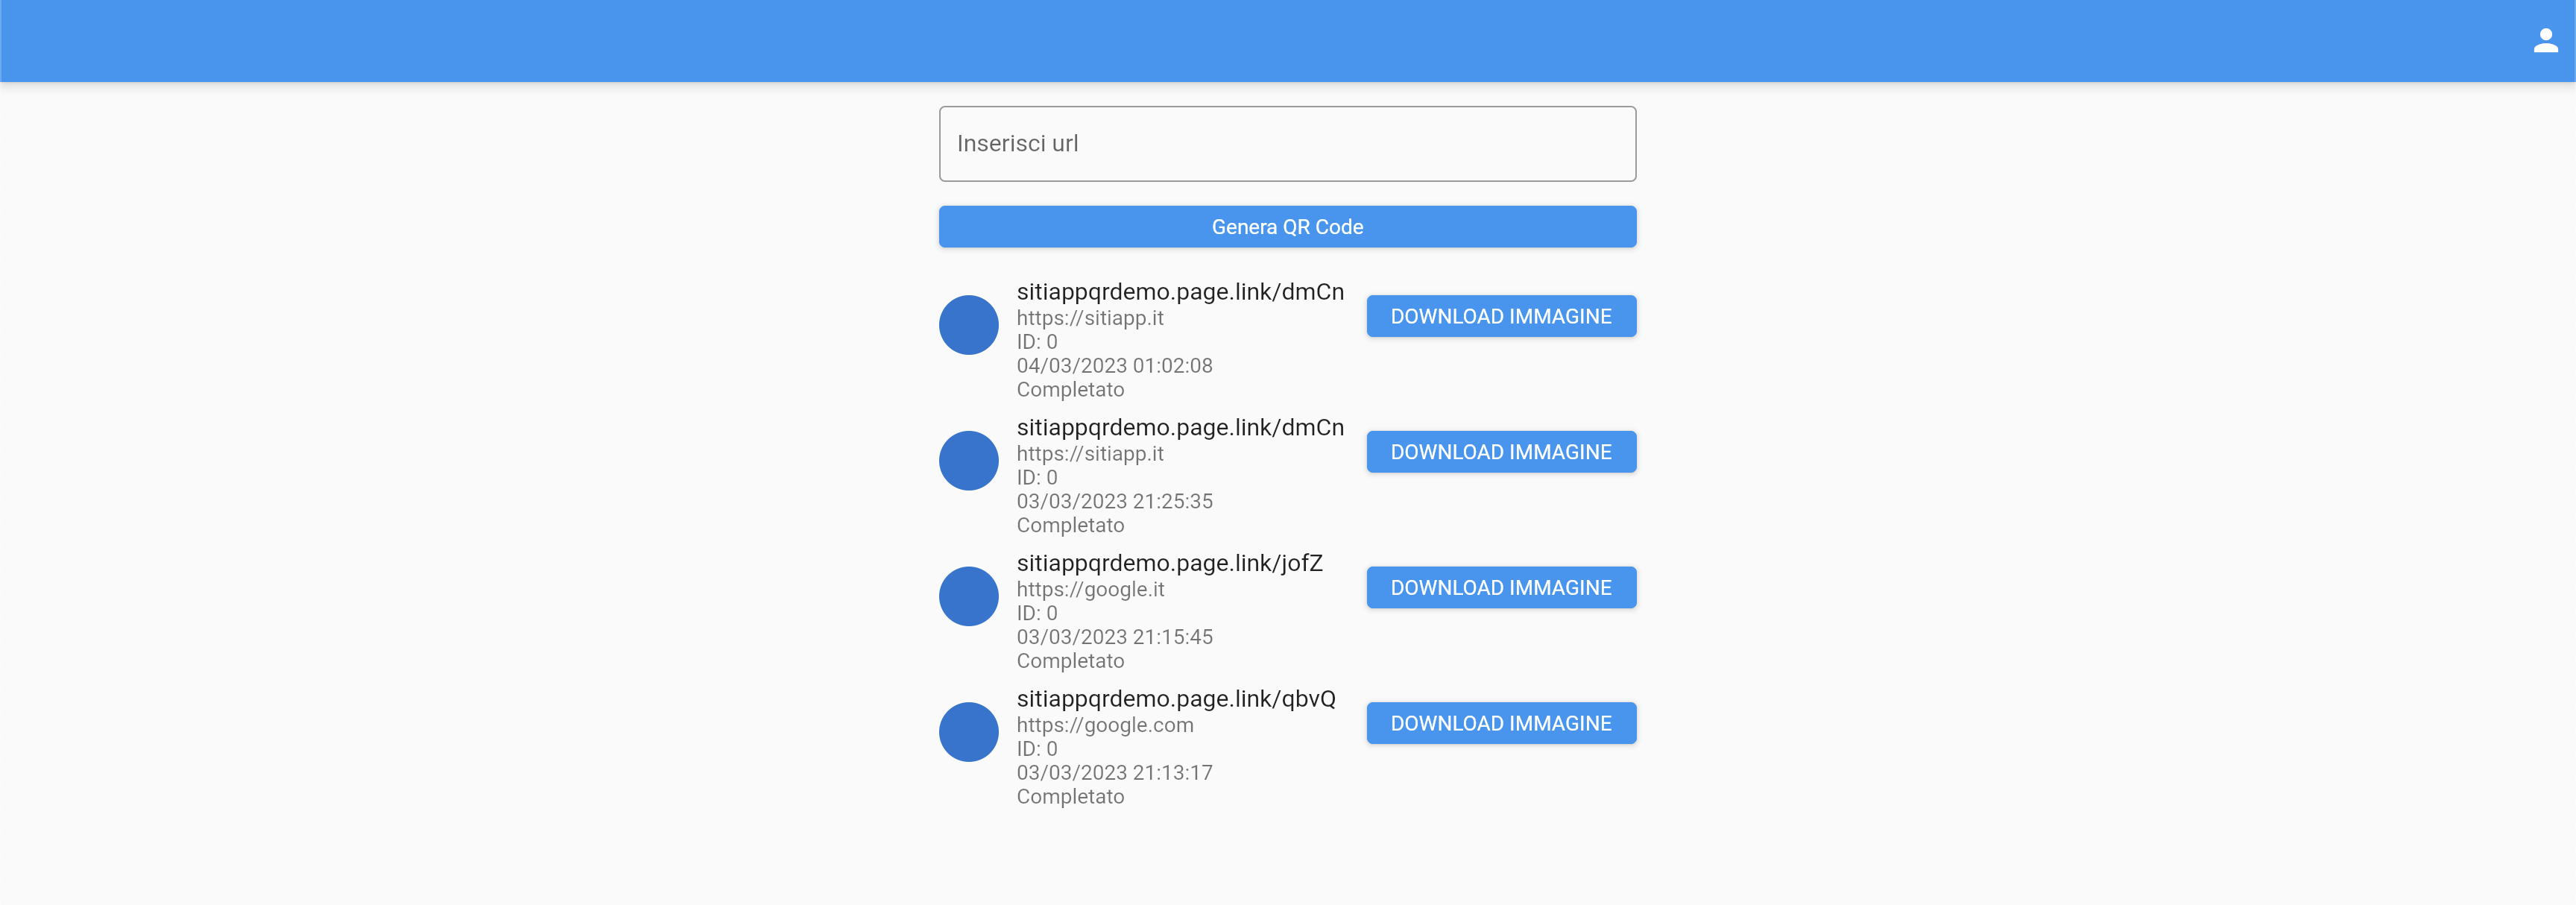 Inserisci url
Genera QR Code
sitiappqrdemo.page.link/dmCn
https://sitiapp.it
ID: 0
04/03/2023 01:02:08
Completato
DOWNLOAD IMMAGINE
sitiappqrdemo.page.link/dmCn
https://sitiapp.it
ID: 0
03/03/2023 21:25:35
Completato
DOWNLOAD IMMAGINE
sitiappqrdemo.page.link/jofZ
https://google.it
ID: 0
03/03/2023 21:15:45
Completato
DOWNLOAD IMMAGINE
sitiappqrdemo.page.link/qbvQ
https://google.com
ID: 0
03/03/2023 21:13:17
Completato
DOWNLOAD IMMAGINE